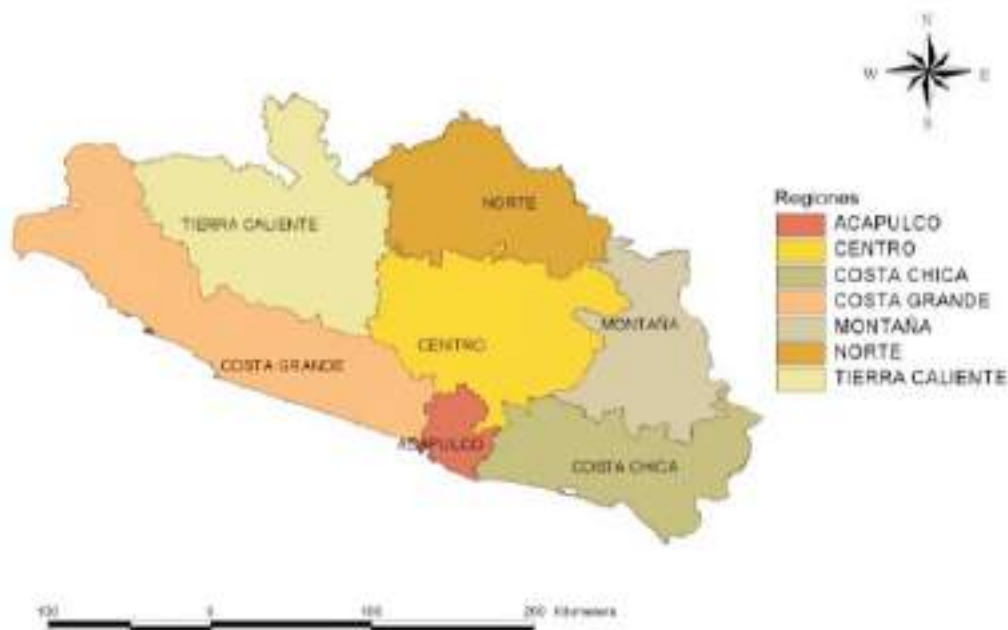 N
W E
S
TIERRA CALIENTE
NORTE
MONTAÑA
CENTRO
COSTA GRANDE
ACAPULCO
COSTA CHICA
Regiones
ACAPULCO
CENTRO
COSTA CHICA
COSTA GRANDE
MONTAÑA
NORTE
TIERRA CALIENTE
100 0 100 200 Kilometers